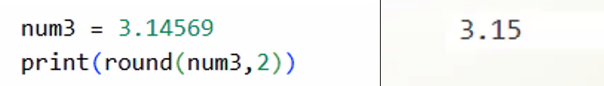 num3 = 3.14569
print(round(num3,2))
3.15